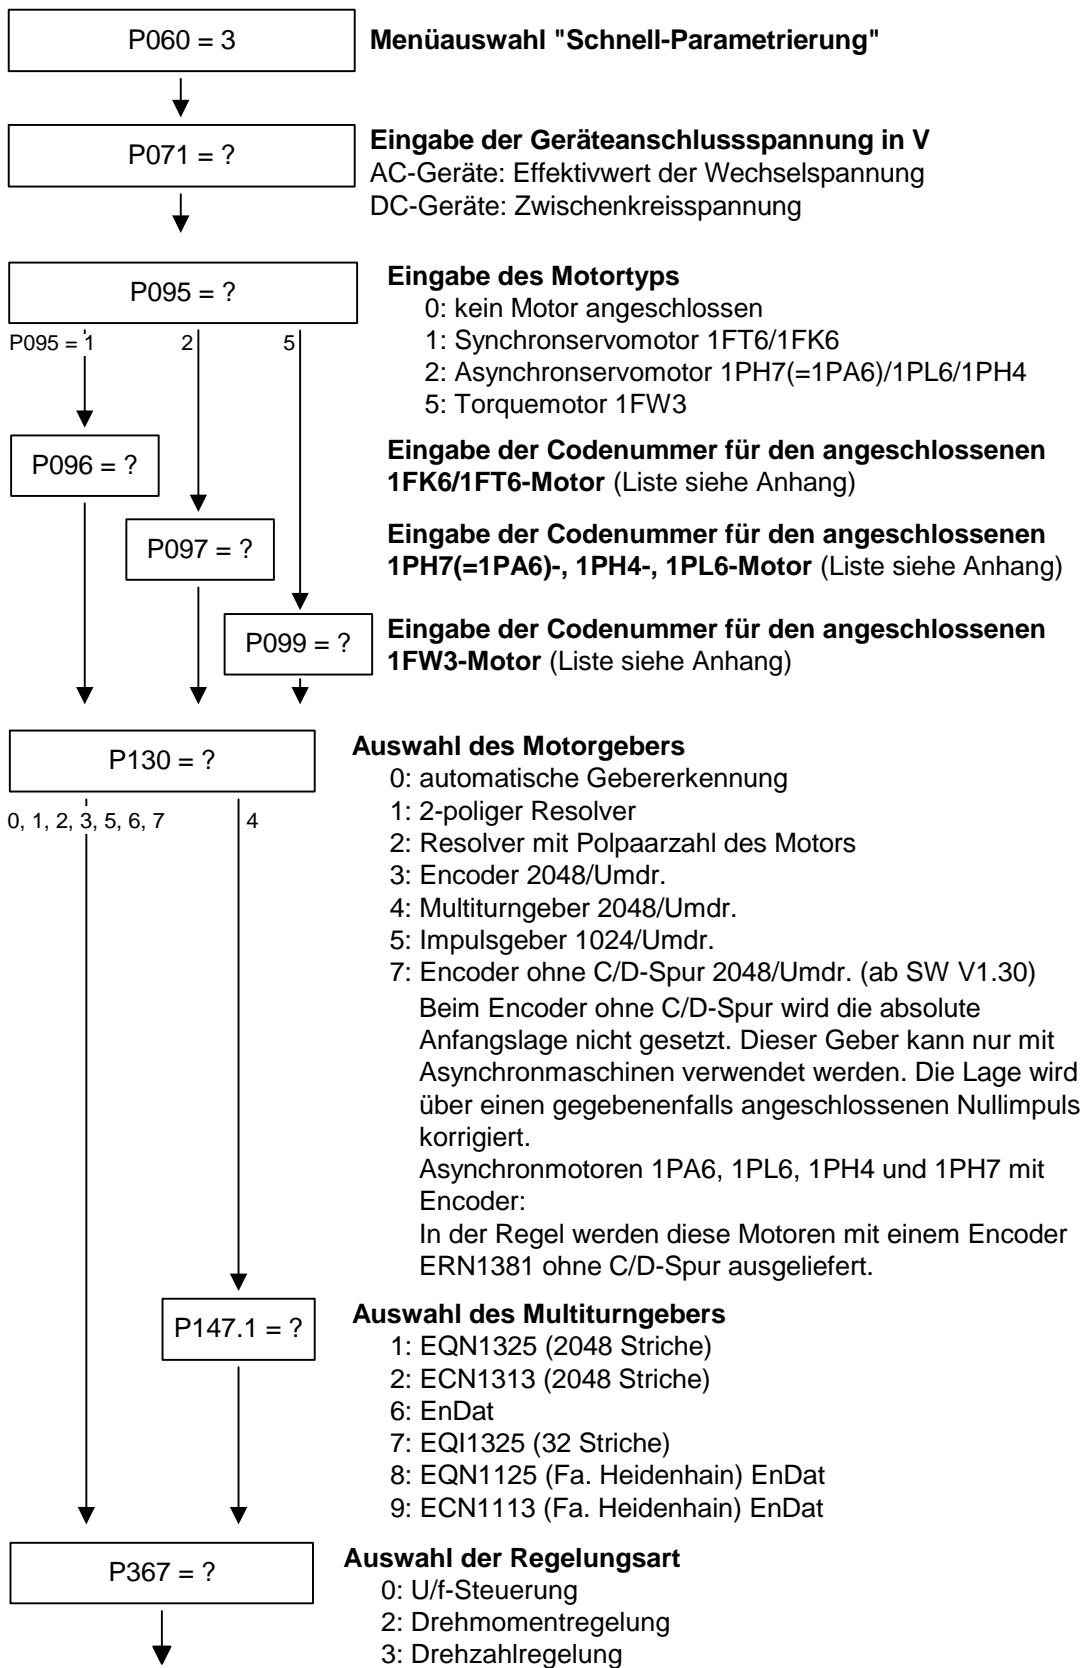 P060 = 3
Menüauswahl "Schnell-Parametrierung"
P071 = ?
Eingabe der Geräteanschlussspannung in V
AC-Geräte: Effektivwert der Wechselspannung
DC-Geräte: Zwischenkreisspannung
P095 = ?
Eingabe des Motortyps
0: kein Motor angeschlossen
1: Synchronservomotor 1FT6/1FK6
2: Asynchronservomotor 1PH7(=1PA6)/1PL6/1PH4
5: Torquemotor 1FW3
P095 = 1
2
5
P096 = ?
Eingabe der Codenummer für den angeschlossenen
1FK6/1FT6-Motor (Liste siehe Anhang)
P097 = ?
Eingabe der Codenummer für den angeschlossenen
1PH7(=1PA6)-, 1PH4-, 1PL6-Motor (Liste siehe Anhang)
P099 = ?
Eingabe der Codenummer für den angeschlossenen
1FW3-Motor (Liste siehe Anhang)
P130 = ?
Auswahl des Motorgebers
0: automatische Gebererkennung
1: 2-poliger Resolver
2: Resolver mit Polpaarzahl des Motors
3: Encoder 2048/Umdr.
4: Multiturngeber 2048/Umdr.
5: Impulsgeber 1024/Umdr.
7: Encoder ohne C/D-Spur 2048/Umdr. (ab SW V1.30)
Beim Encoder ohne C/D-Spur wird die absolute
Anfangslage nicht gesetzt. Dieser Geber kann nur mit
Asynchronmaschinen verwendet werden. Die Lage wird
über einen gegebenenfalls angeschlossenen Nullimpuls
korrigiert.
Asynchronmotoren 1PA6, 1PL6, 1PH4 und 1PH7 mit
Encoder:
In der Regel werden diese Motoren mit einem Encoder
ERN1381 ohne C/D-Spur ausgeliefert.
0, 1, 2, 3, 5, 6, 7
4
P147.1 = ?
Auswahl des Multiturngebers
1: EQN1325 (2048 Striche)
2: ECN1313 (2048 Striche)
6: EnDat
7: EQI1325 (32 Striche)
8: EQN1125 (Fa. Heidenhain) EnDat
9: ECN1113 (Fa. Heidenhain) EnDat
P367 = ?
Auswahl der Regelungsart
0: U/f-Steuerung
2: Drehmomentregelung
3: Drehzahlregelung